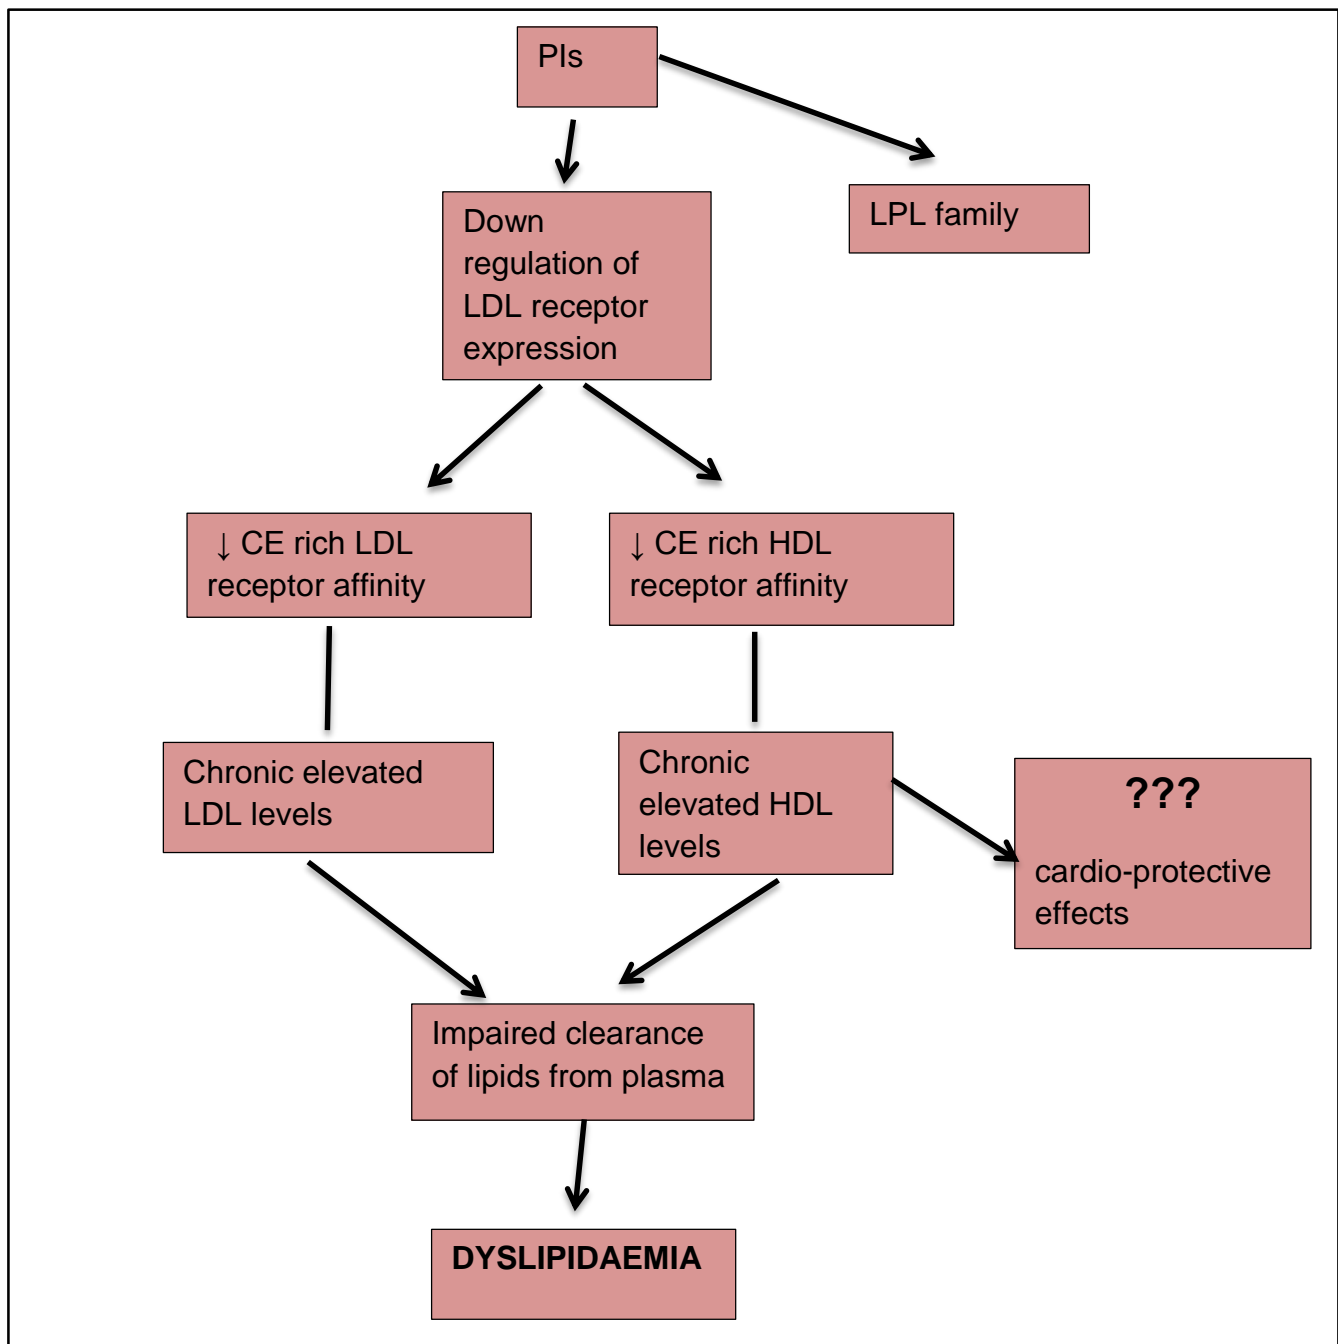 PIs
LPL family
Down
regulation of
LDL receptor
expression
↓ CE rich LDL
receptor affinity
↓ CE rich HDL
receptor affinity
Chronic elevated
LDL levels
Chronic
elevated HDL
levels
???
cardio-protective
effects
Impaired clearance
of lipids from plasma
DYSLIPIDAEMIA